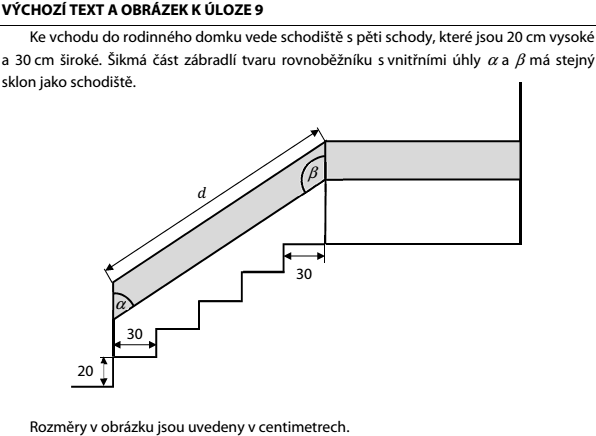 VÝCHOZÍ TEXT A OBRÁZEK K ÚLOZE 9
Ke vchodu do rodinného domku vede schodiště s pěti schody, které jsou 20 cm vysoké
a 30 cm široké. Šikmá část zábradlí tvaru rovnoběžníku s vnitřními úhly α a β má stejný
sklon jako schodiště.
β
d
30
α
30
20
Rozměry v obrázku jsou uvedeny v centimetrech.